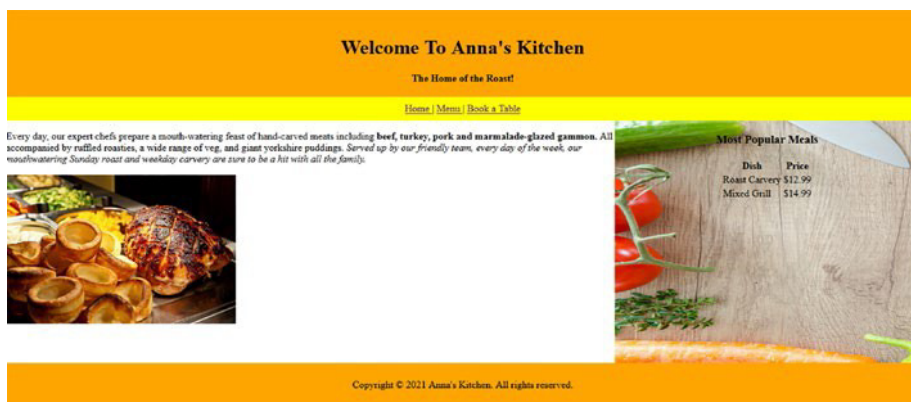 Welcome To Anna's Kitchen
The Home of the Roast!
Home | Menu | Book a Table
Every day, our expert chefs prepare a mouth-watering feast of hand-carved meats including beef, turkey, pork and marmalade-glazed gammon. All
accompanied by ruffled roasties, a wide range of veg, and giant yorkshire puddings. Served up by our friendly team, every day of the week, our
mouthwatering Sunday roast and weekday carvery are sure to be a hit with all the family.
Most Popular Meals
Dish Price
Roast Carvery $12.99
Mixed Grill $14.99
Copyright © 2021 Anna's Kitchen. All rights reserved.